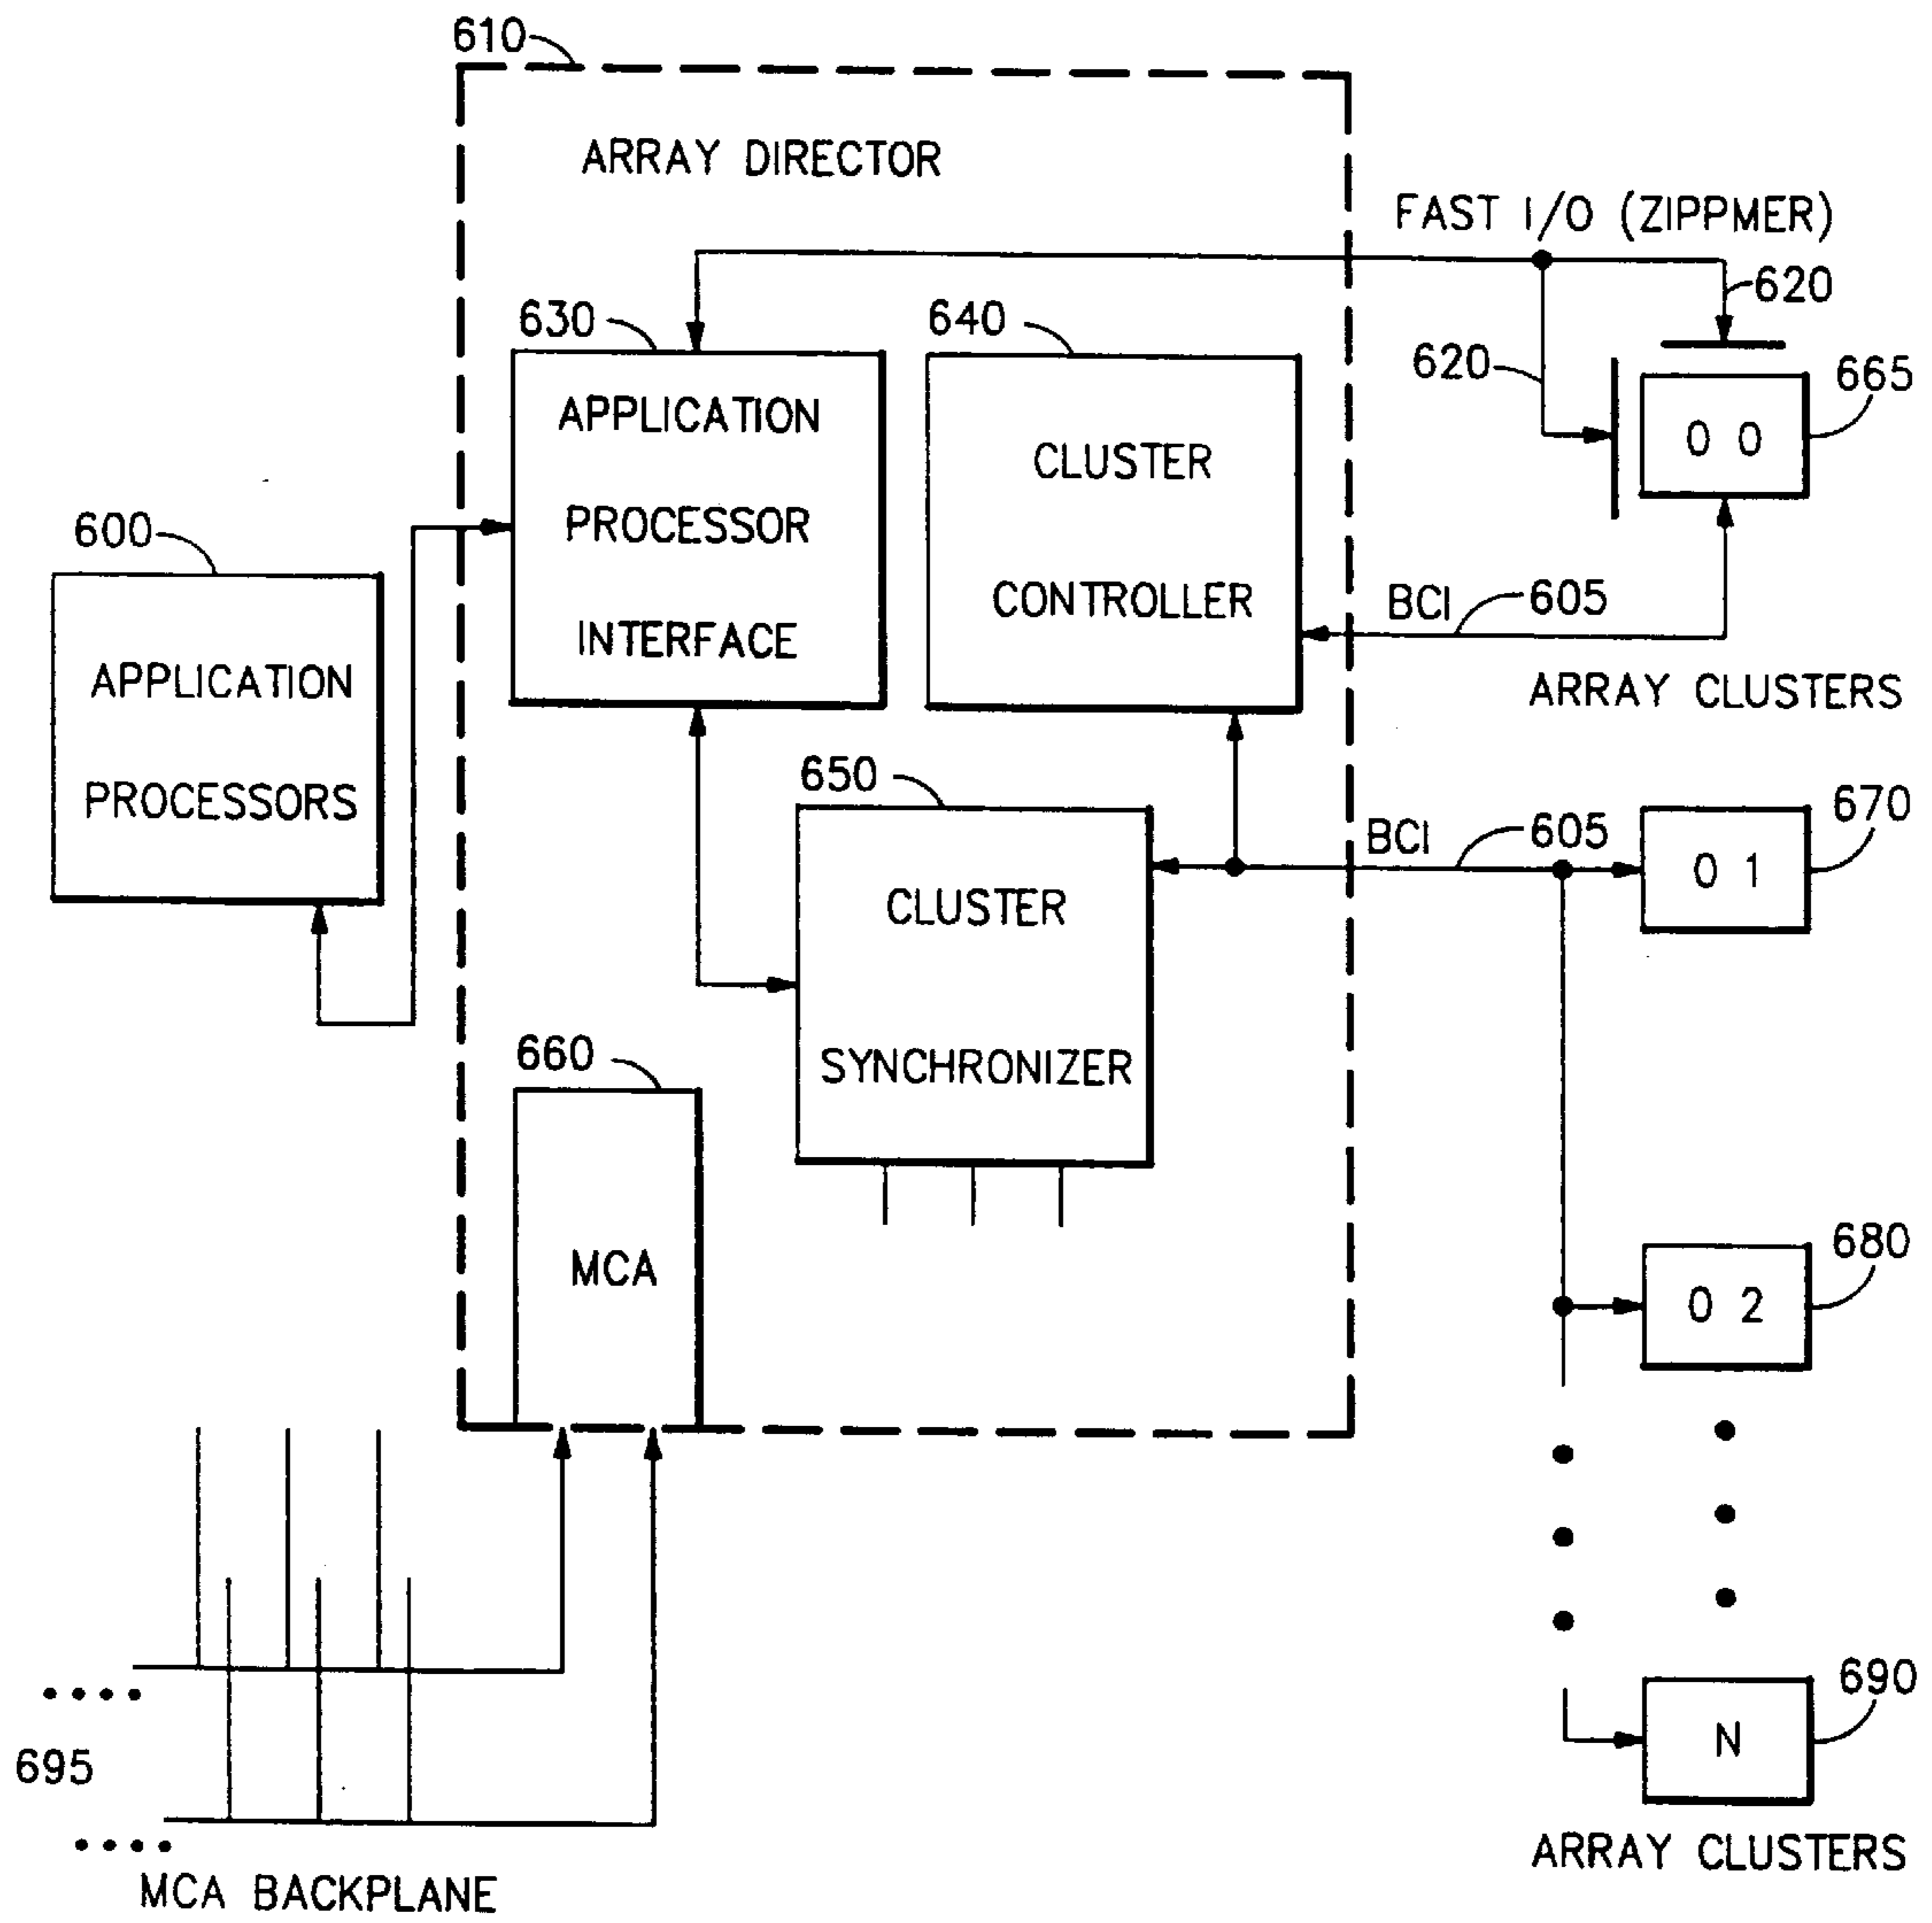 610
ARRAY DIRECTOR
FAST I/O (ZIPPMER)
620
630
640
620
665
APPLICATION
PROCESSOR
INTERFACE
CLUSTER
CONTROLLER
0 0
600
BCI
605
APPLICATION
PROCESSORS
ARRAY CLUSTERS
650
670
BCI
605
0 1
CLUSTER
SYNCHRONIZER
660
MCA
680
0 2
690
N
695
MCA BACKPLANE
ARRAY CLUSTERS